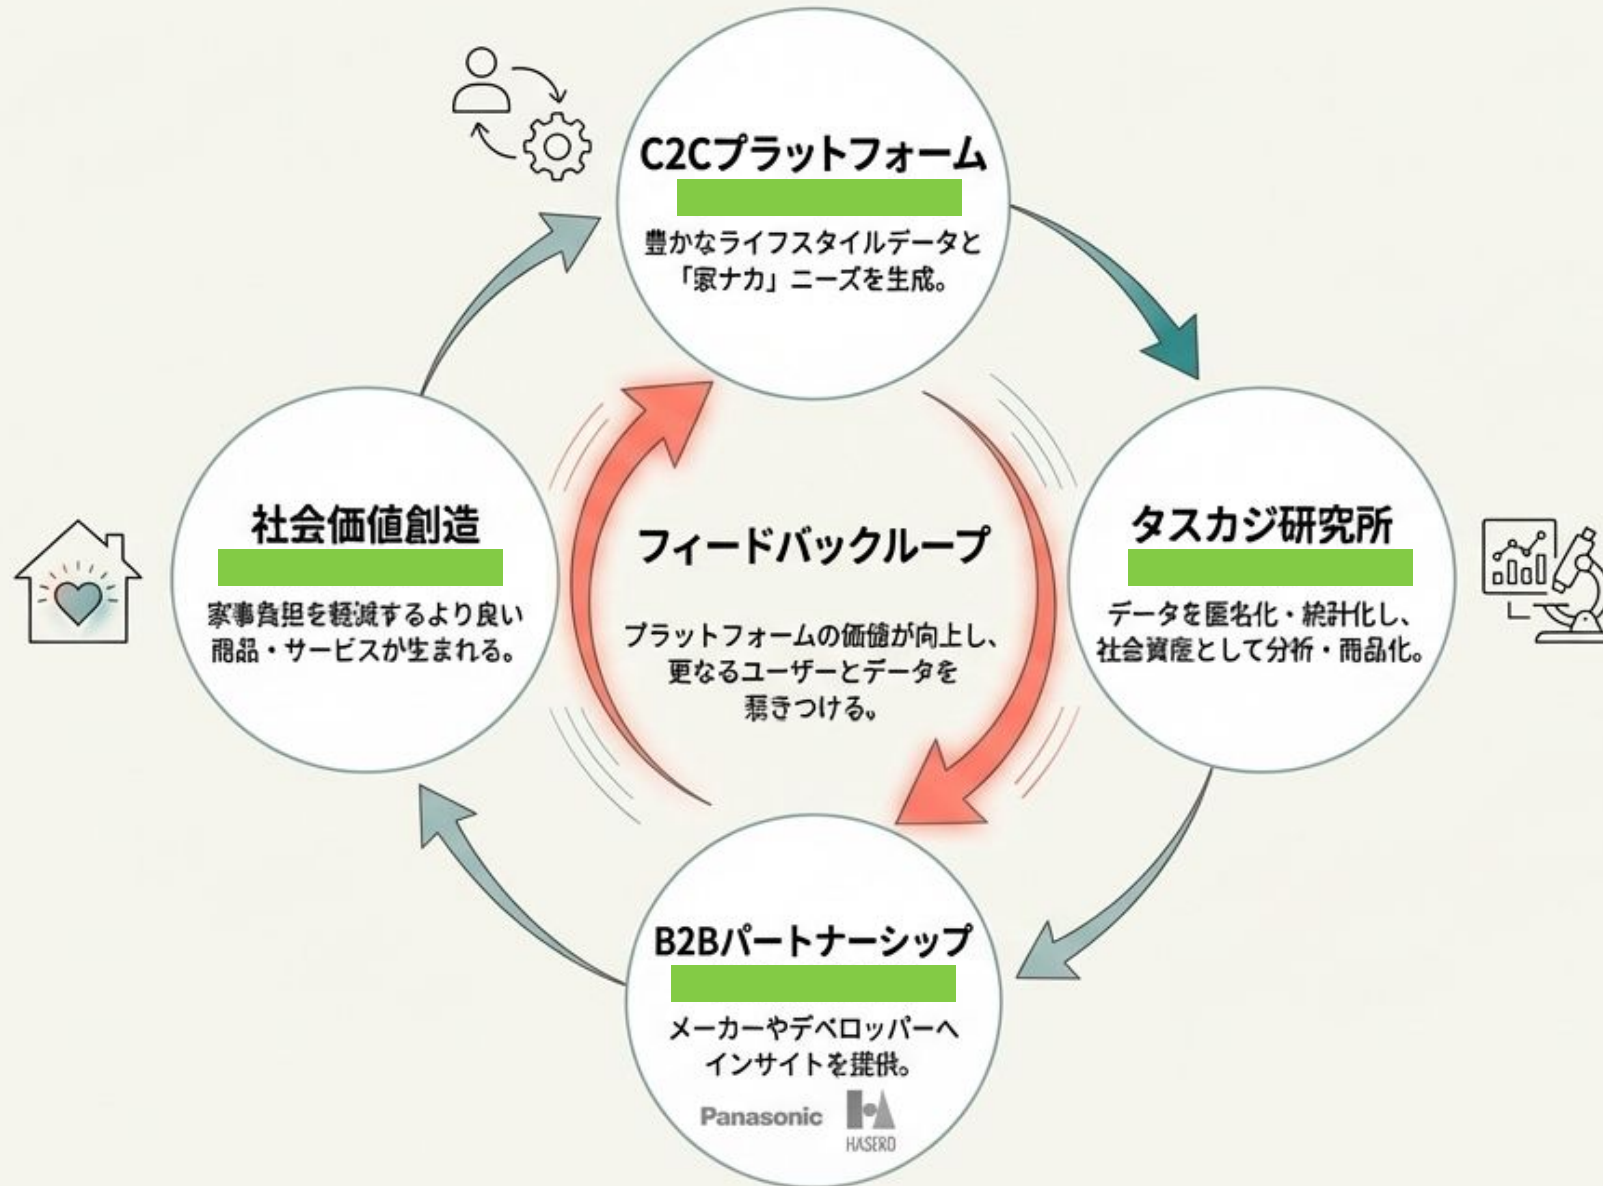 C2Cプラットフォーム
豊かなライフスタイルデータと
「家ナカ」ニーズを生成。
社会価値創造
家事負担を軽減するより良い
商品・サービスが生まれる。
フィードバックループ
プラットフォームの価値が向上し、
更なるユーザーとデータを
きつける。
タスカジ研究所
データを匿名化・統計化し、
社会資産として分析・商品化。
B2Bパートナーシップ
メーカーやデベロッパーへ
インサイトを提供。
Panasonic
HASERD